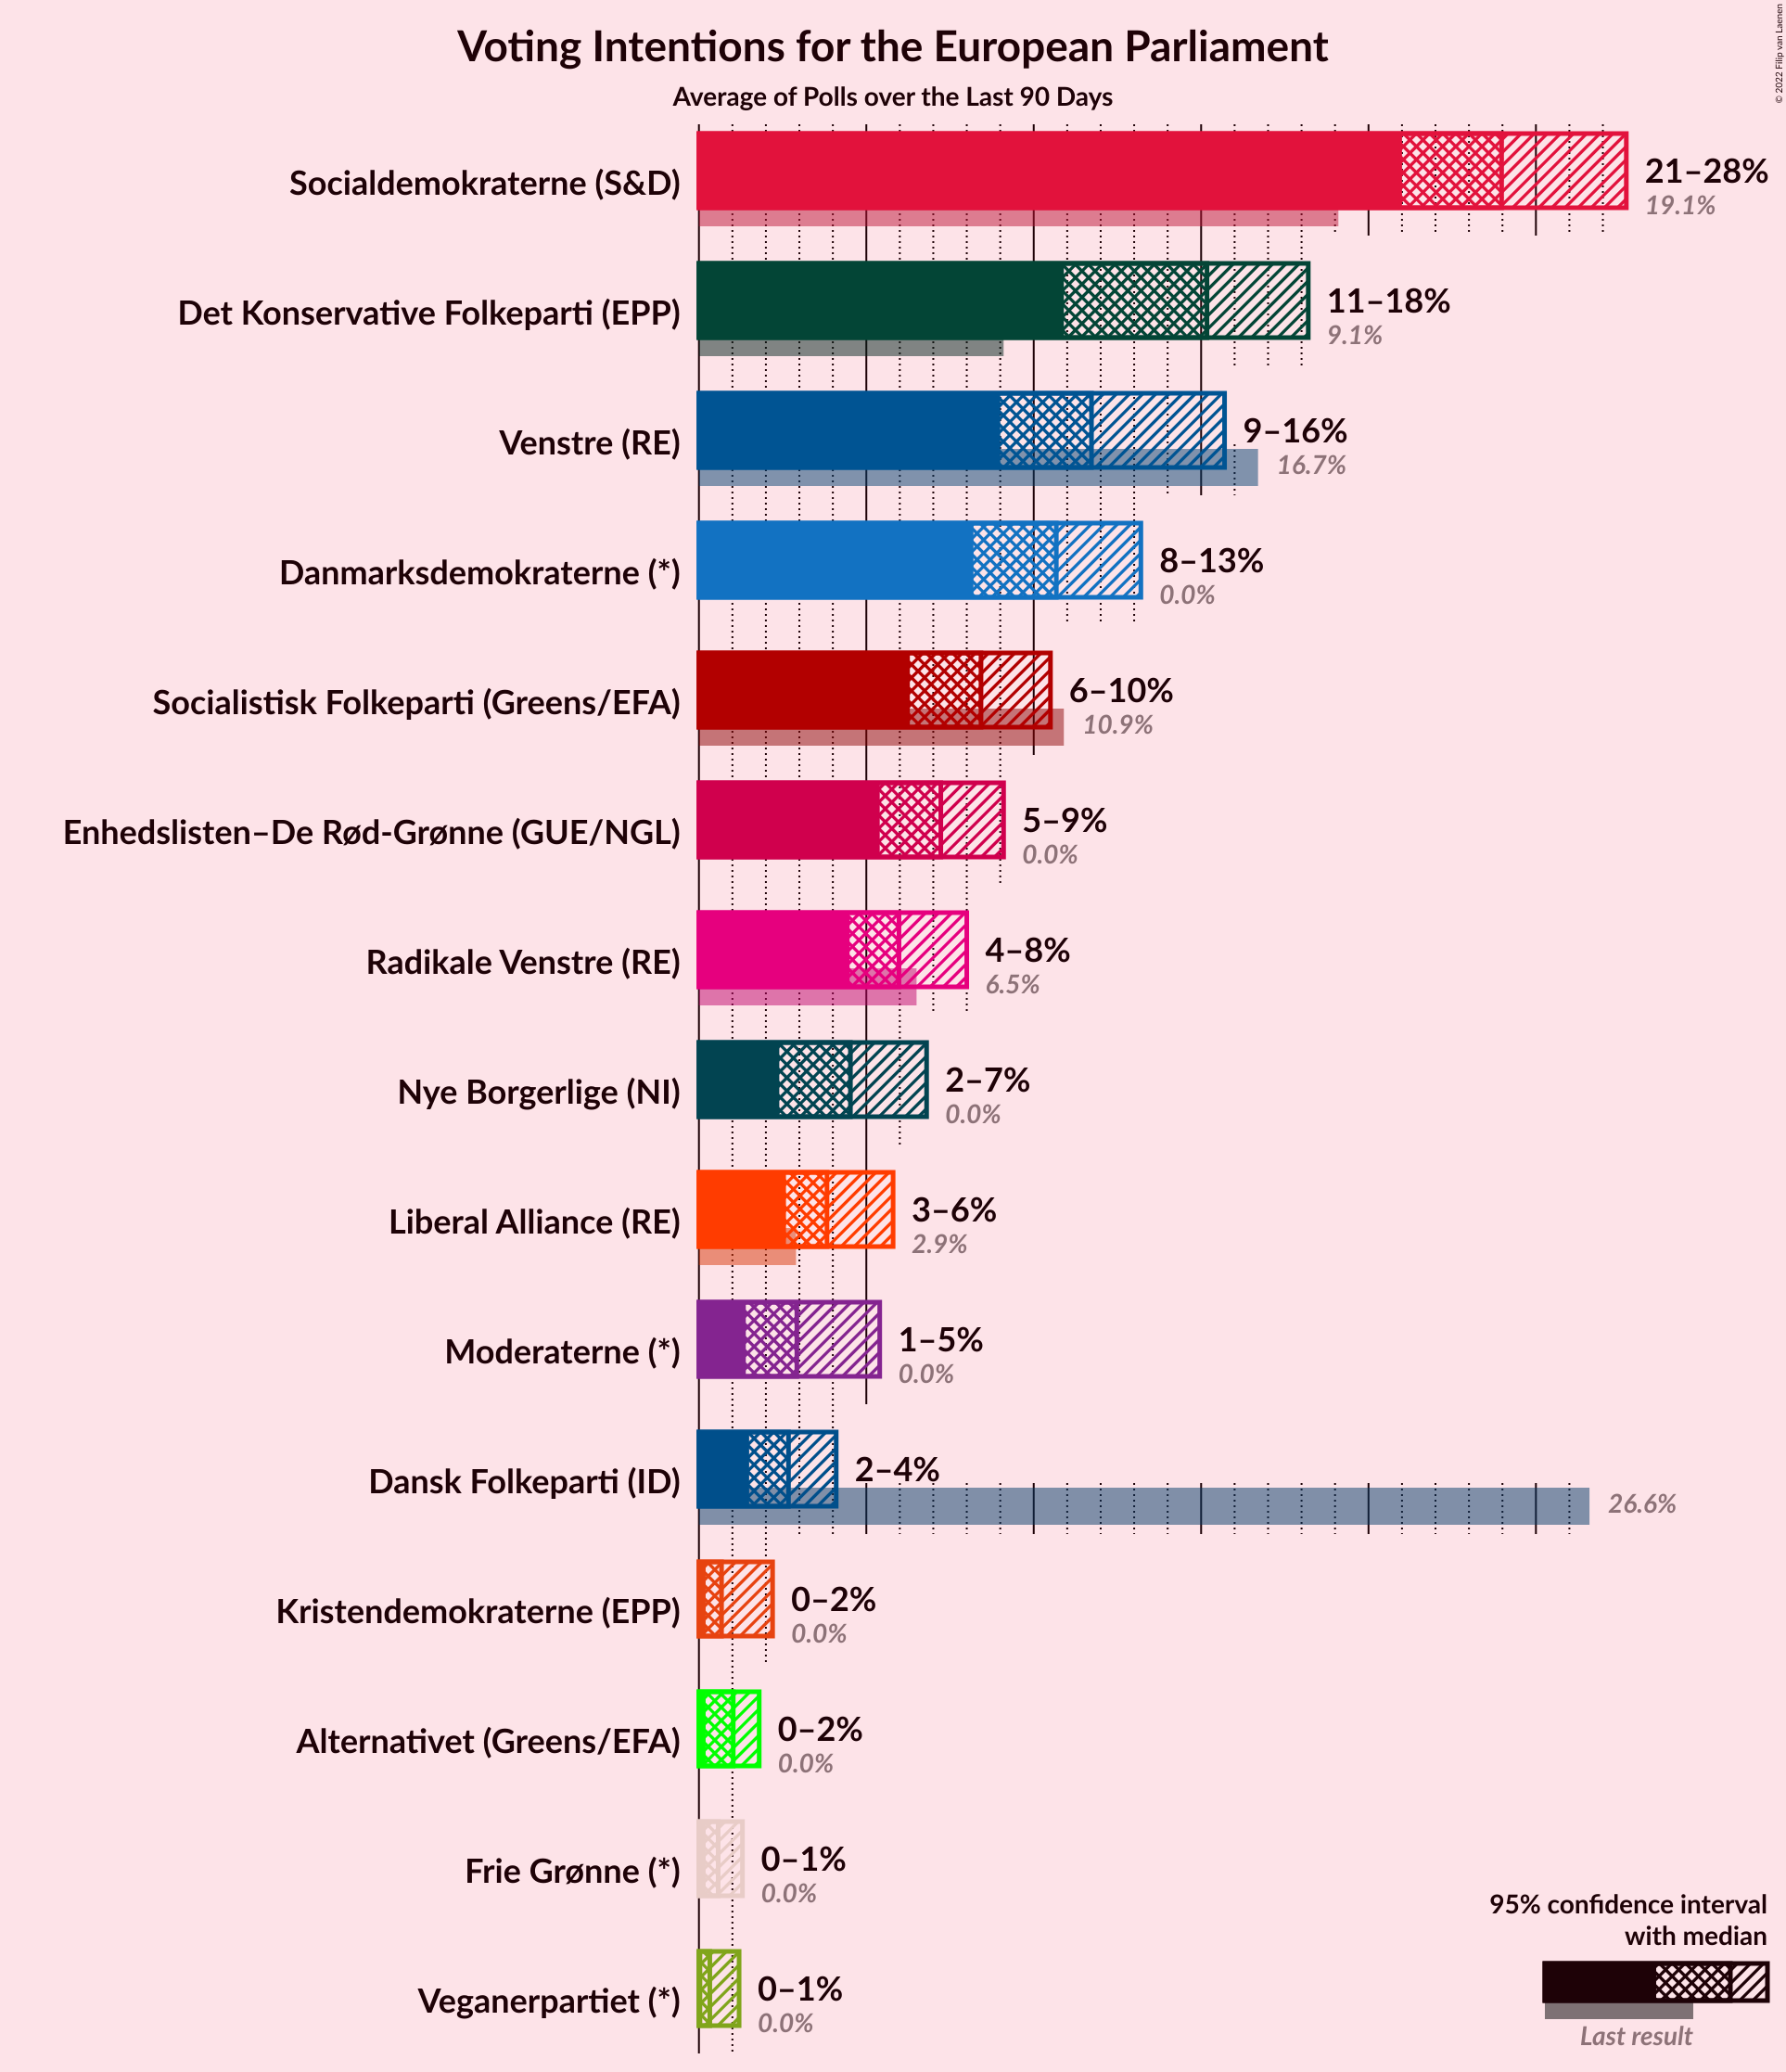 © 2022 Filip van Laenen
Voting Intentions for the European Parliament
Average of Polls over the Last 90 Days
Socialdemokraterne (S&D)
21–28%
19.1%
Det Konservative Folkeparti (EPP)
11–18%
9.1%
Venstre (RE)
9–16%
16.7%
Danmarksdemokraterne (*)
8–13%
0.0%
Socialistisk Folkeparti (Greens/EFA)
6–10%
10.9%
Enhedslisten–De Rød-Grønne (GUE/NGL)
5–9%
0.0%
Radikale Venstre (RE)
4–8%
6.5%
Nye Borgerlige (NI)
2–7%
0.0%
Liberal Alliance (RE)
3–6%
2.9%
Moderaterne (*)
1–5%
0.0%
Dansk Folkeparti (ID)
2–4%
26.6%
Kristendemokraterne (EPP)
0–2%
0.0%
Alternativet (Greens/EFA)
0–2%
0.0%
Frie Grønne (*)
0–1%
0.0%
Veganerpartiet (*)
0–1%
0.0%
95% confidence interval
with median
Last result